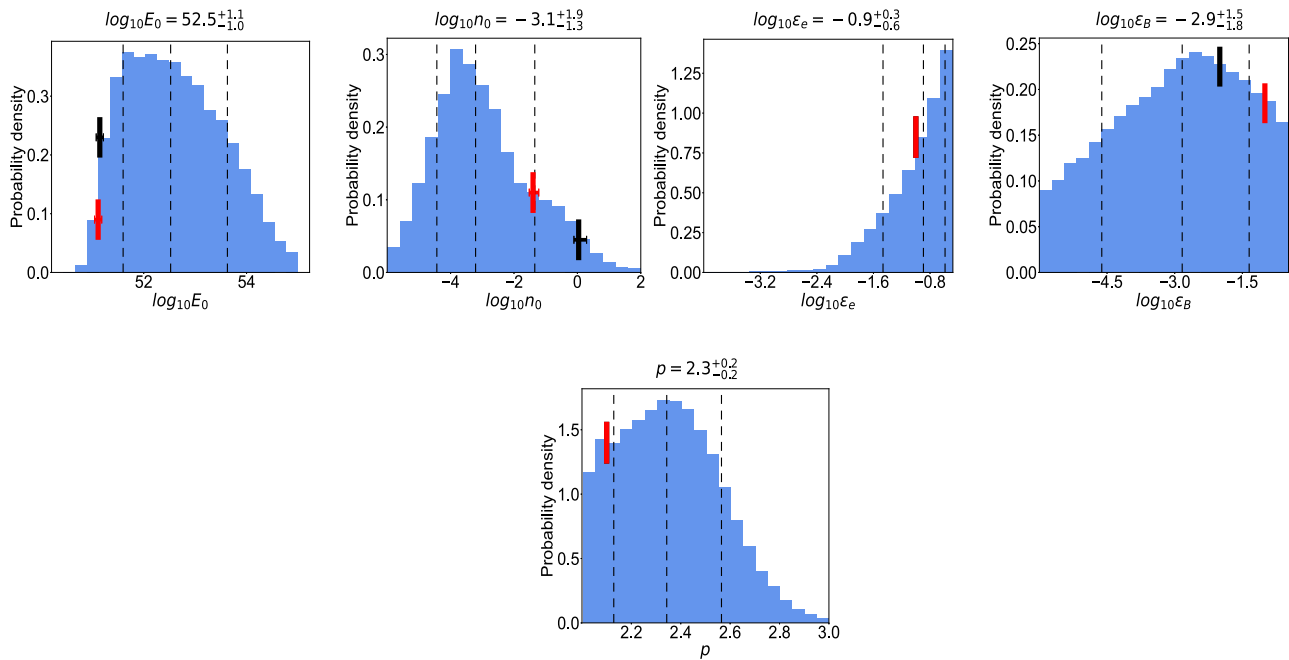 log₁₀E₀ = 52.5⁺¹·¹₋₁.₀
Probability density
0.3
0.2
0.1
0.0
52 54
log₁₀E₀
log₁₀n₀ = −3.1⁺¹·⁹₋₁.₃
Probability density
0.3
0.2
0.1
0.0
−4 −2 0 2
log₁₀n₀
log₁₀ε_e = −0.9⁺⁰·³₋₀.₆
Probability density
1.25
1.00
0.75
0.50
0.25
0.00
−3.2 −2.4 −1.6 −0.8
log₁₀ε_e
log₁₀ε_B = −2.9⁺¹·⁵₋₁.₈
Probability density
0.25
0.20
0.15
0.10
0.05
0.00
−4.5 −3.0 −1.5
log₁₀ε_B
p = 2.3⁺⁰·²₋₀.₂
Probability density
1.5
1.0
0.5
0.0
2.2 2.4 2.6 2.8 3.0
p